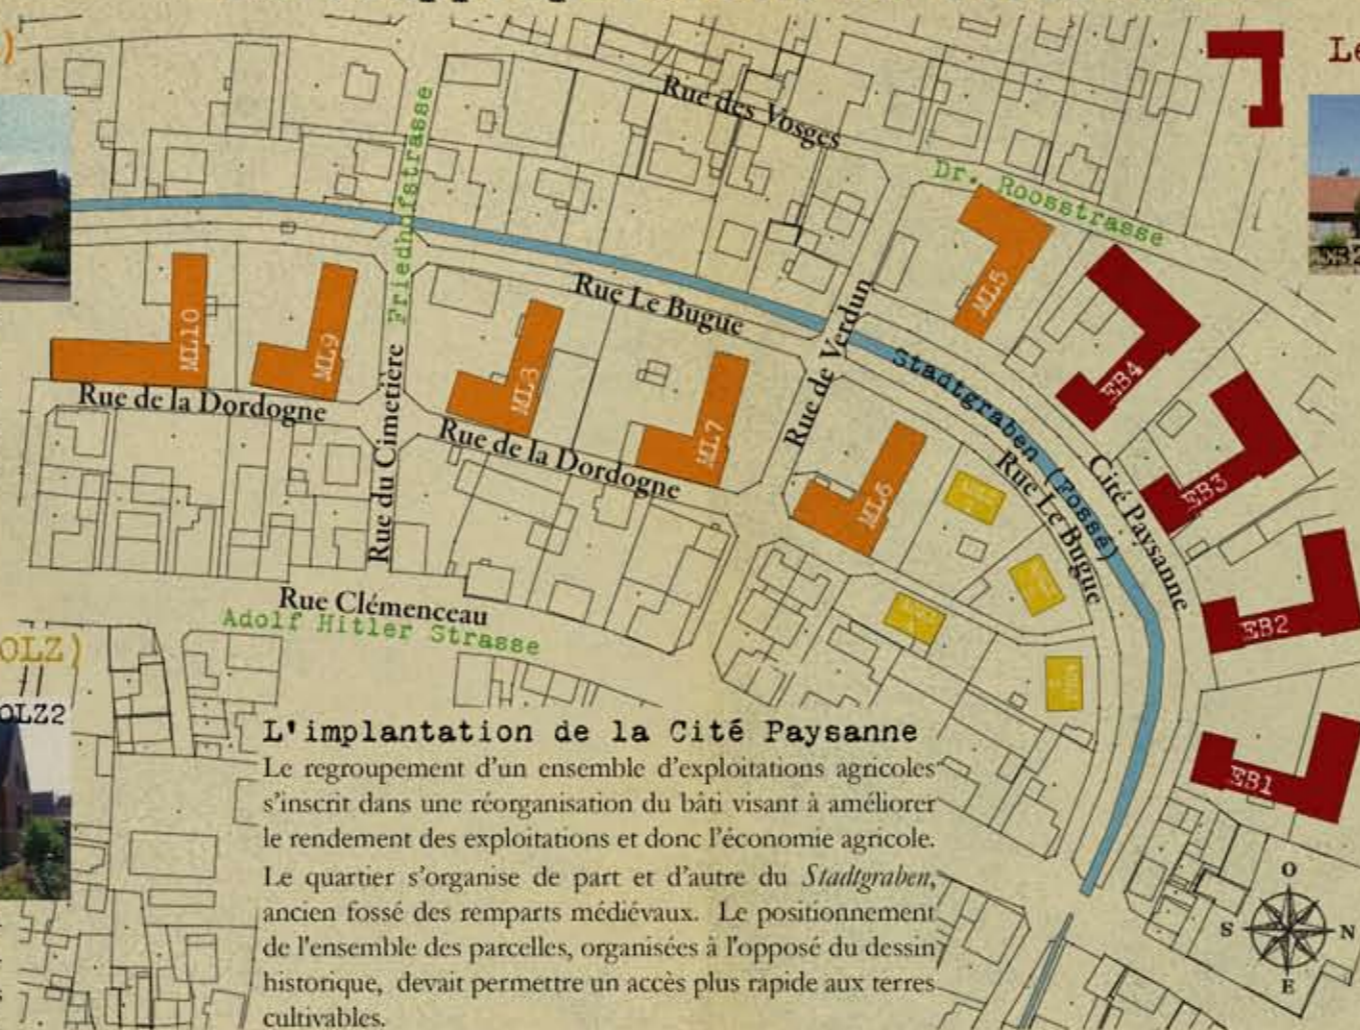 Rue des Vosges
Friedhofstrasse
Dr. Roosstrasse
Rue Le Bugue
Rue de Verdun
ML5
ML10
ML9
ML3
ML7
ML6
EB4
EB3
EB2
EB1
Stadtgraben (Fossé)
Cité Paysanne
Rue Le Bugue
Rue de la Dordogne
Rue du Cimetière
Rue de la Dordogne
Rue Clémenceau
Adolf Hitler Strasse
OLZ)
OLZ2
L'implantation de la Cité Paysanne
Le regroupement d'un ensemble d'exploitations agricoles
s'inscrit dans une réorganisation du bâti visant à améliorer
le rendement des exploitations et donc l'économie agricole.
Le quartier s'organise de part et d'autre du Stadtgraben,
ancien fossé des remparts médiévaux. Le positionnement
de l'ensemble des parcelles, organisées à l'opposé du dessin
historique, devait permettre un accès plus rapide aux terres
cultivables.
O
S N
E